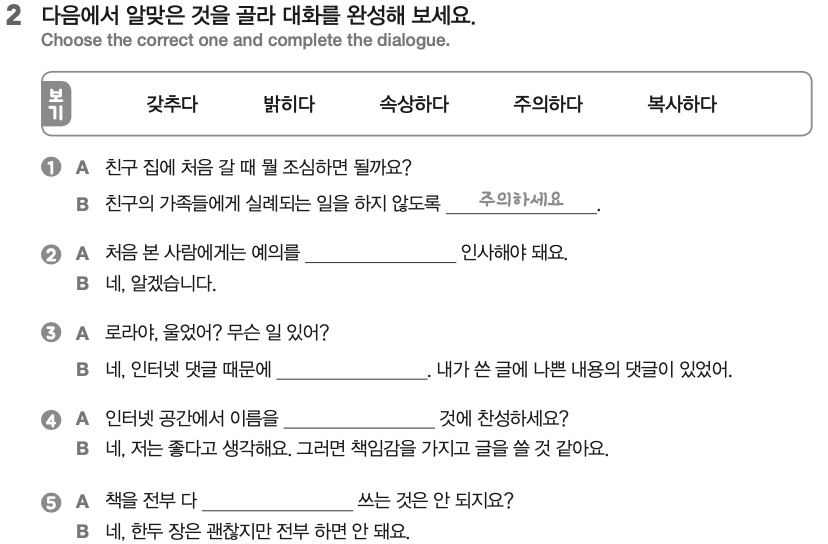 2 다음에서 알맞은 것을 골라 대화를 완성해 보세요.
Choose the correct one and complete the dialogue.
보기 갖추다 밝히다 속상하다 주의하다 복사하다
1 A 친구 집에 처음 갈 때 뭘 조심하면 될까요?
B 친구의 가족들에게 실례되는 일을 하지 않도록 주의하세요.
2 A 처음 본 사람에게는 예의를 ______________ 인사해야 돼요.
B 네, 알겠습니다.
3 A 로라야, 울었어? 무슨 일 있어?
B 네, 인터넷 댓글 때문에 ______________. 내가 쓴 글에 나쁜 내용의 댓글이 있었어.
4 A 인터넷 공간에서 이름을 ______________ 것에 찬성하세요?
B 네, 저는 좋다고 생각해요. 그러면 책임감을 가지고 글을 쓸 것 같아요.
5 A 책을 전부 다 ______________ 쓰는 것은 안 되지요?
B 네, 한두 장은 괜찮지만 전부 하면 안 돼요.